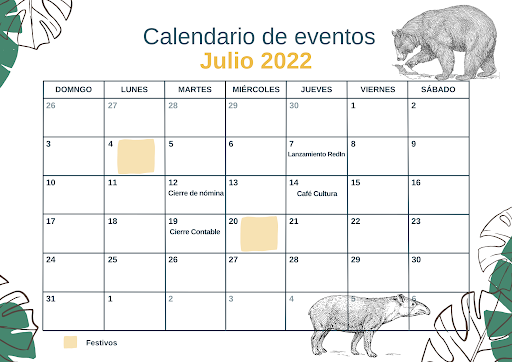 Calendario de eventos
Julio 2022
DOMNGO LUNES MARTES MIÉRCOLES JUEVES VIERNES SÁBADO
26 27 28 29 30 1 2
3 4 5 6 7 8 9
Lanzamiento RedIn
10 11 12 13 14 15 16
Cierre de nómina Café Cultura
17 18 19 20 21 22 23
Cierre Contable
24 25 26 27 28 29 30
31 1 2 3 4 5 6
Festivos